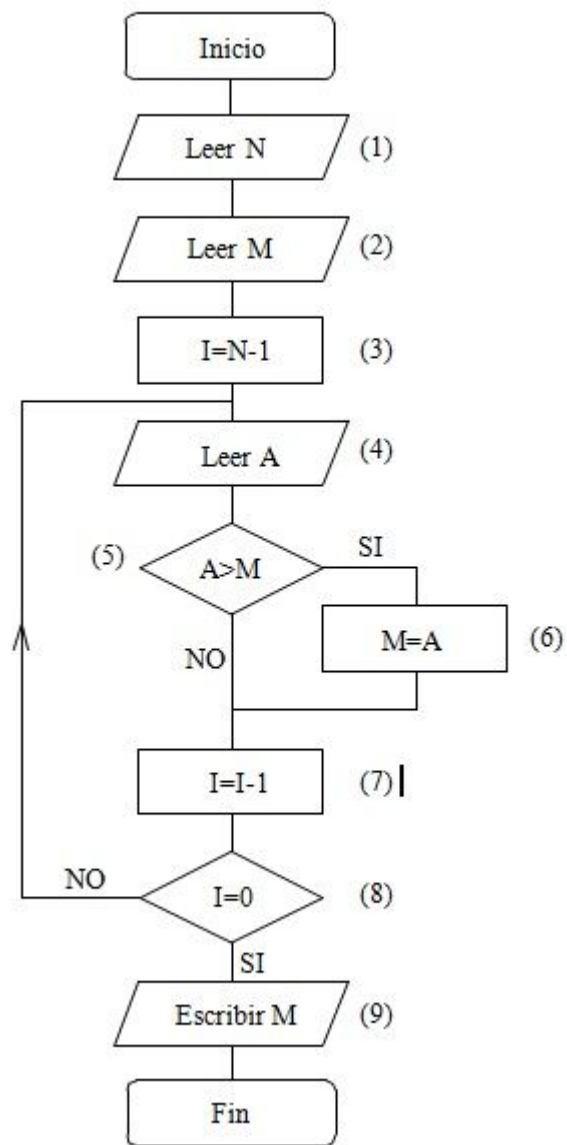 Inicio
Leer N (1)
Leer M (2)
I=N-1 (3)
Leer A (4)
(5) A>M SI
M=A (6)
NO
I=I-1 (7)
NO I=0 (8)
SI
Escribir M (9)
Fin